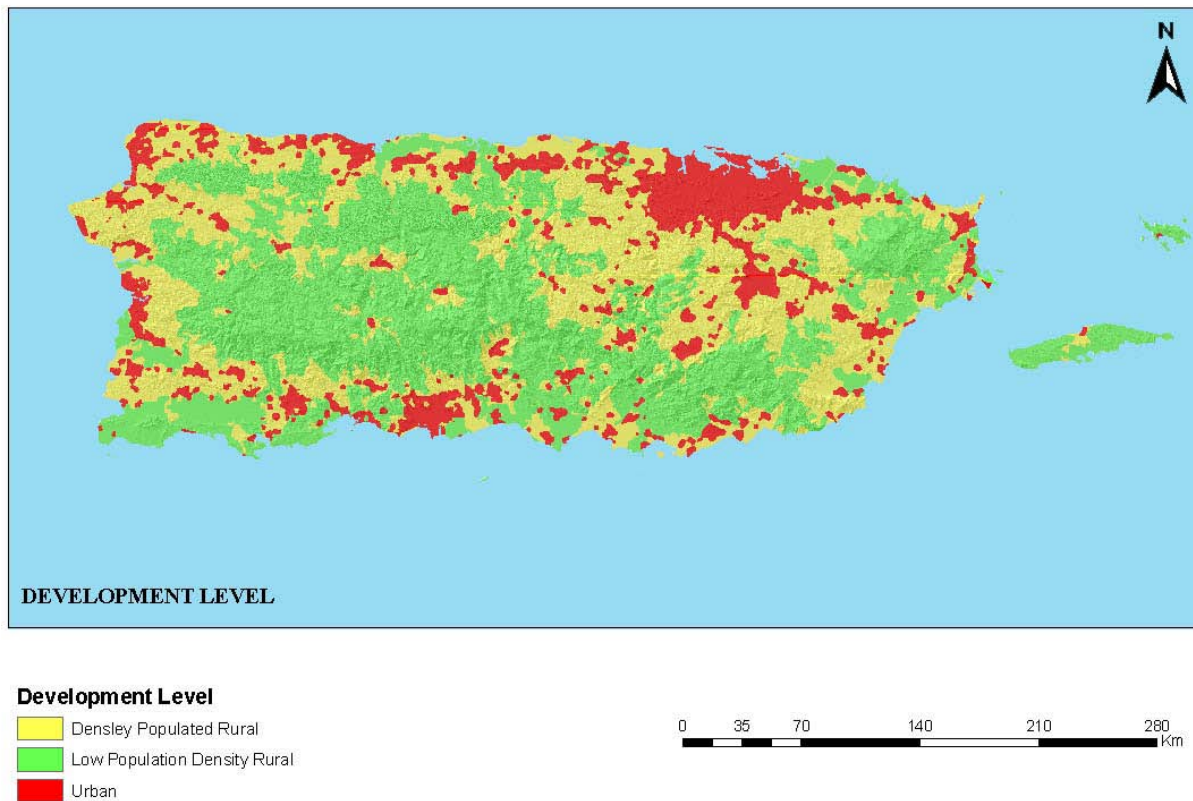 N
DEVELOPMENT LEVEL
Development Level
Densley Populated Rural
Low Population Density Rural
Urban
0 35 70 140 210 280
Km